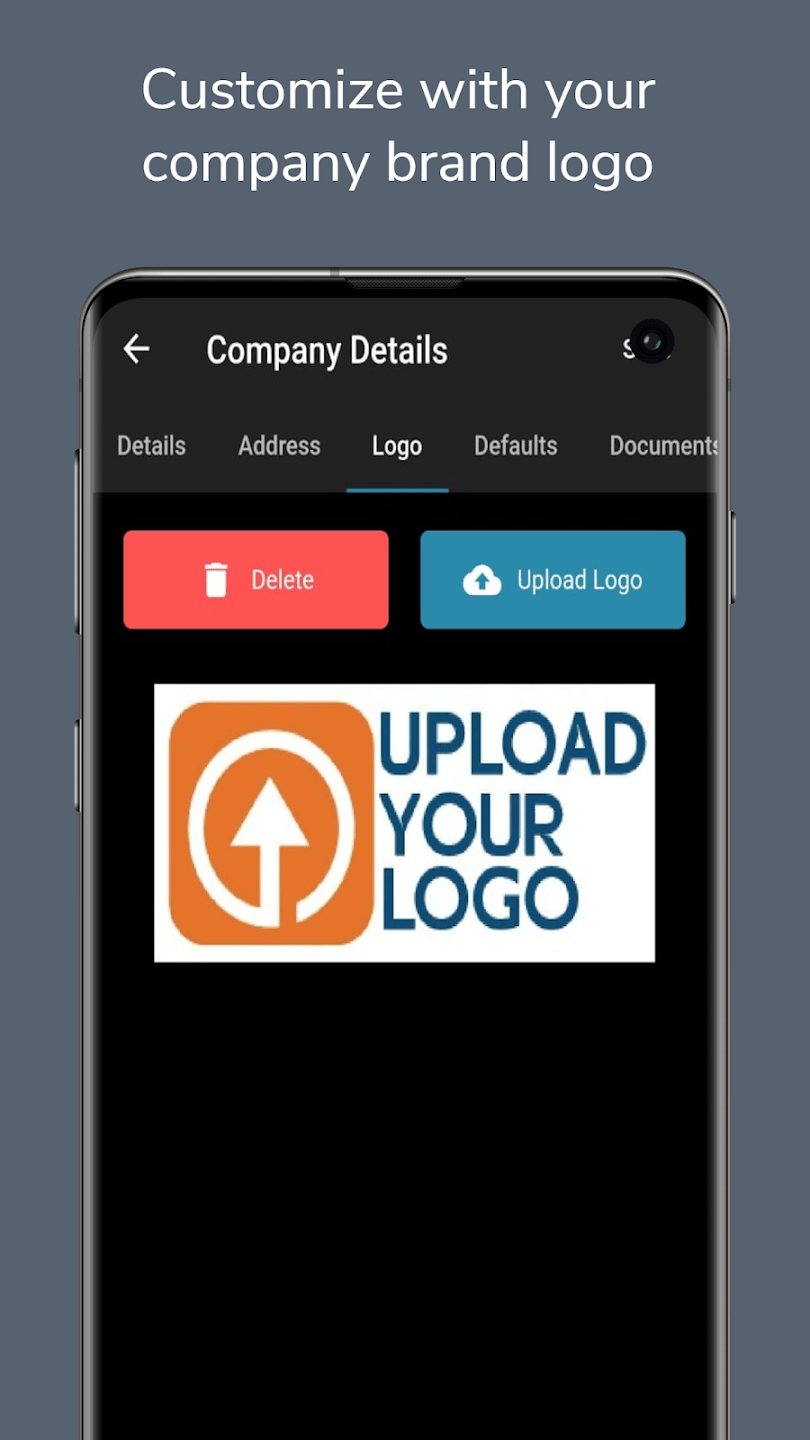 Customize with your
company brand logo
Company Details
Details Address Logo Defaults Documents
Delete Upload Logo
UPLOAD
YOUR
LOGO